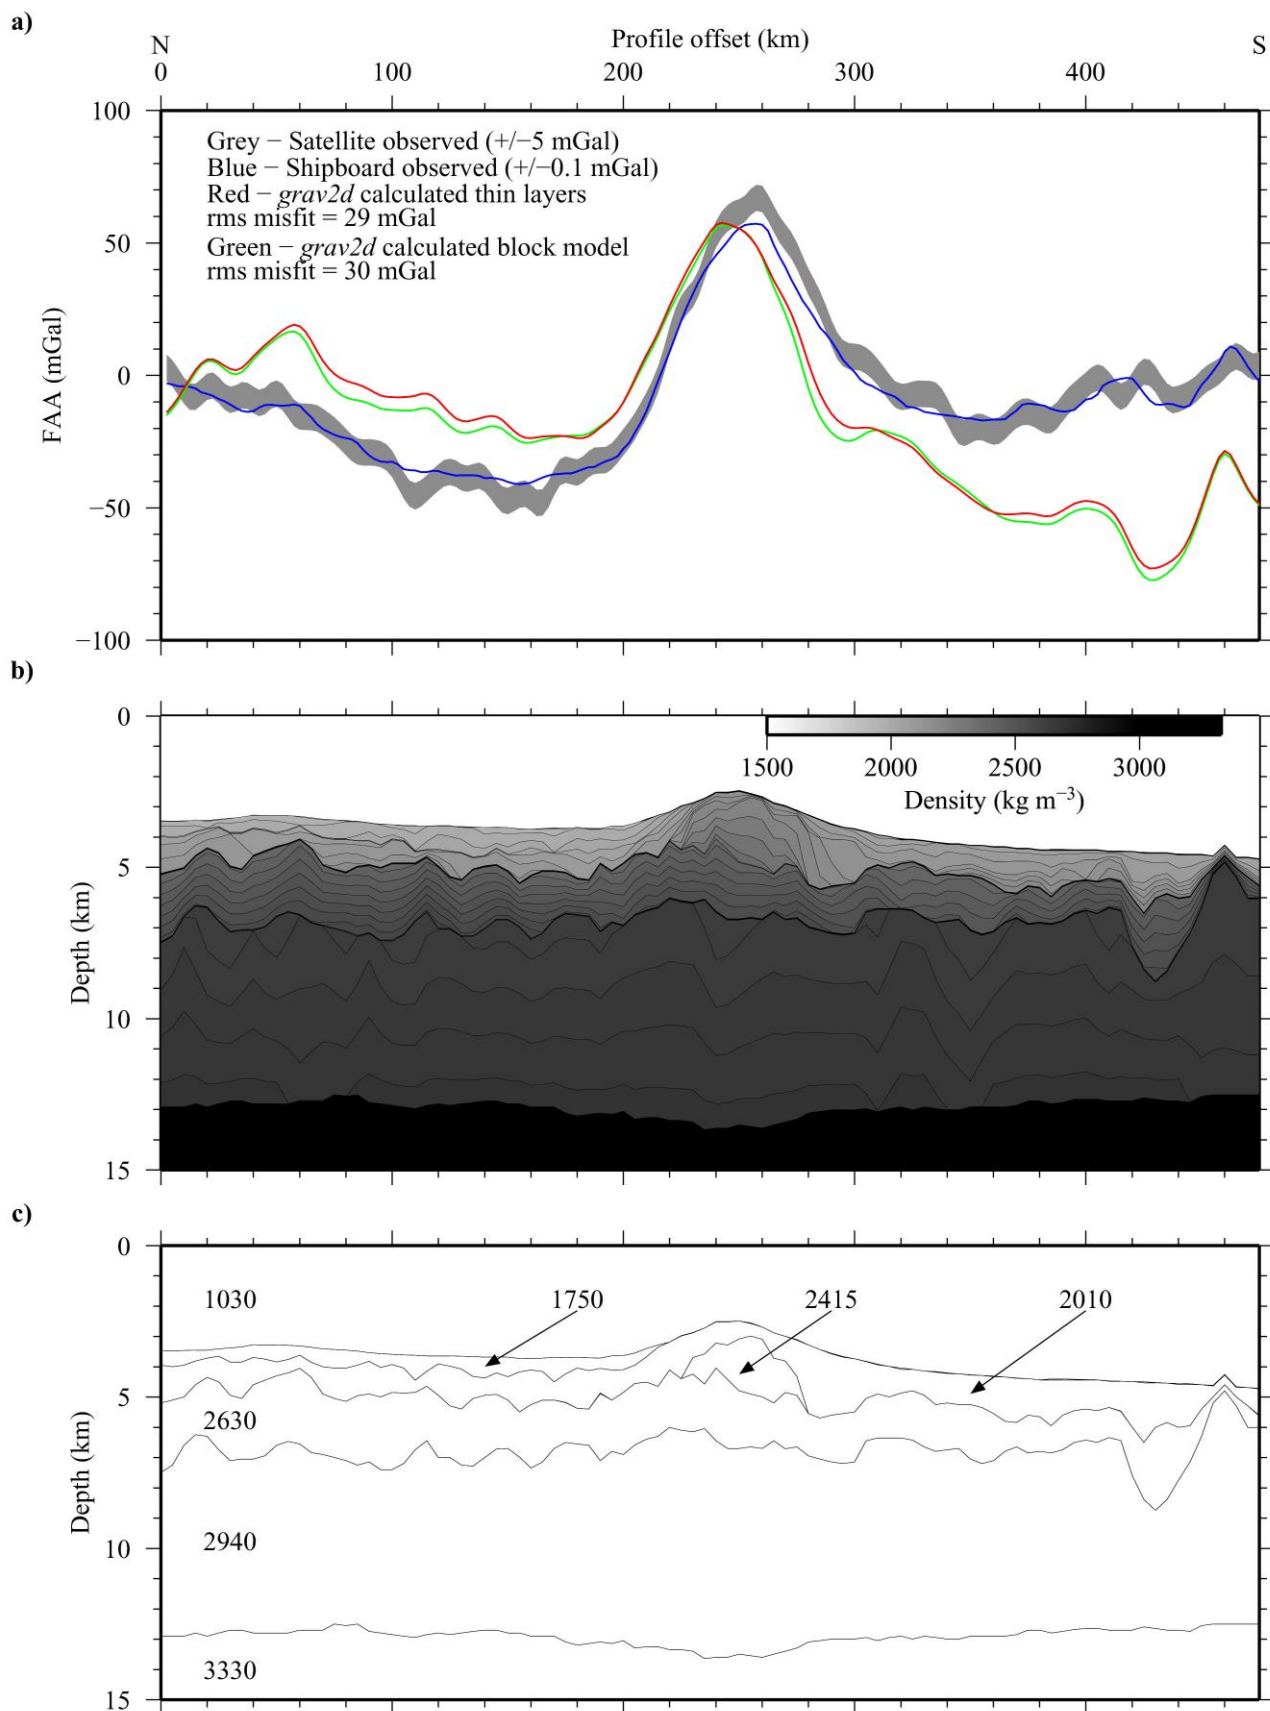 a)
Profile offset (km)
N S
0 100 200 300 400
100
50
0
−50
−100
FAA (mGal)
Grey − Satellite observed (+/−5 mGal)
Blue − Shipboard observed (+/−0.1 mGal)
Red − grav2d calculated thin layers
rms misfit = 29 mGal
Green − grav2d calculated block model
rms misfit = 30 mGal
b)
0
5
10
15
Depth (km)
1500 2000 2500 3000
Density (kg m⁻³)
c)
0
5
10
15
Depth (km)
1030 1750 2415 2010
2630
2940
3330